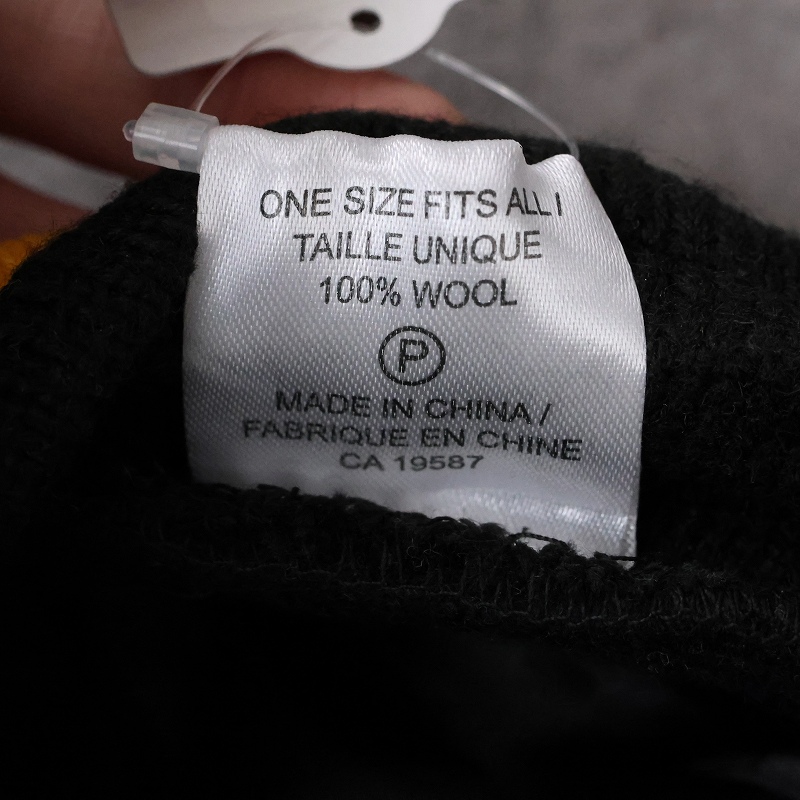 ONE SIZE FITS ALL I
TAILLE UNIQUE
100% WOOL
P
MADE IN CHINA /
FABRIQUE EN CHINE
CA 19587